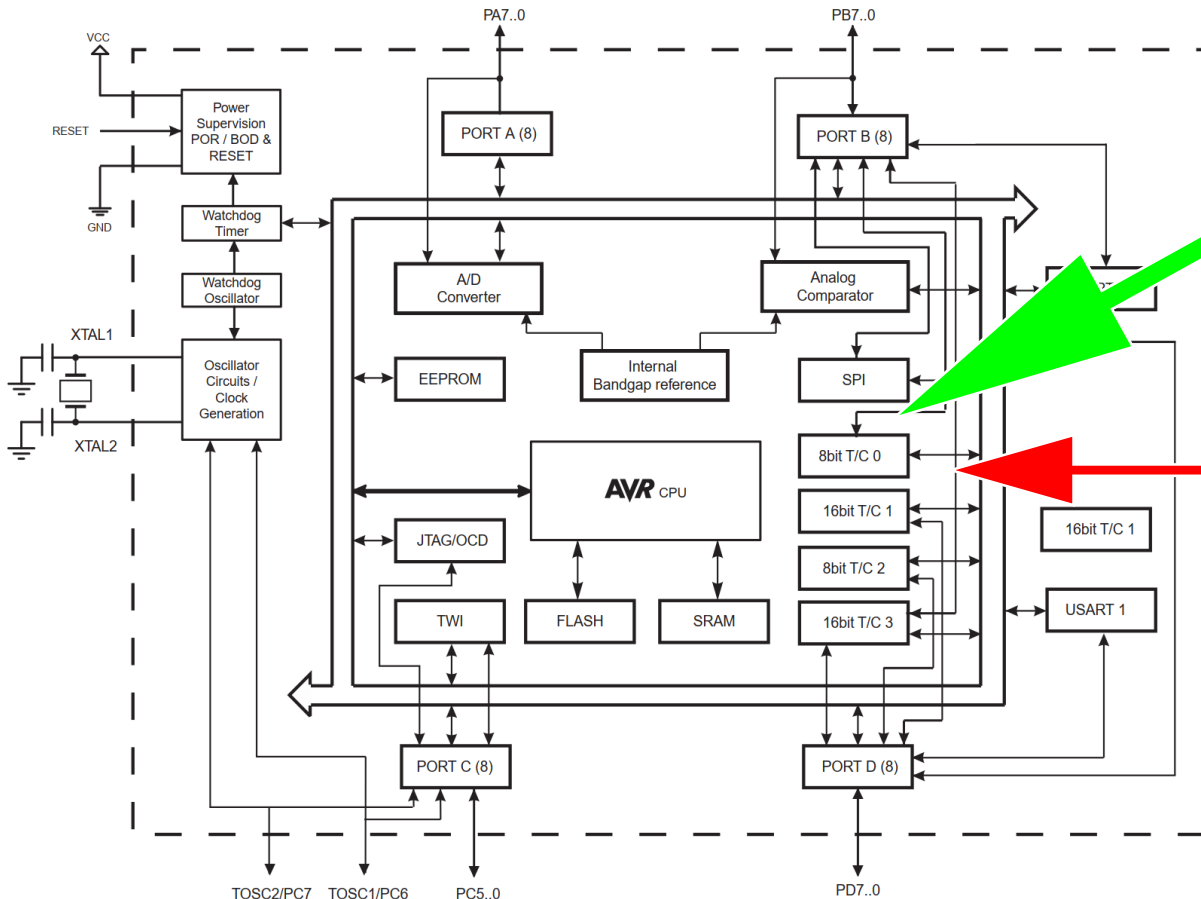 PA7..0
PB7..0
VCC
Power
Supervision
POR / BOD &
RESET
RESET
PORT A (8)
PORT B (8)
GND
Watchdog
Timer
A/D
Converter
Analog
Comparator
Watchdog
Oscillator
XTAL1
Oscillator
Circuits /
Clock
Generation
Internal
Bandgap reference
EEPROM
SPI
XTAL2
8bit T/C 0
AVR CPU
16bit T/C 1
16bit T/C 1
JTAG/OCD
8bit T/C 2
TWI
FLASH
SRAM
16bit T/C 3
USART 1
PORT C (8)
PORT D (8)
TOSC2/PC7
TOSC1/PC6
PC5..0
PD7..0